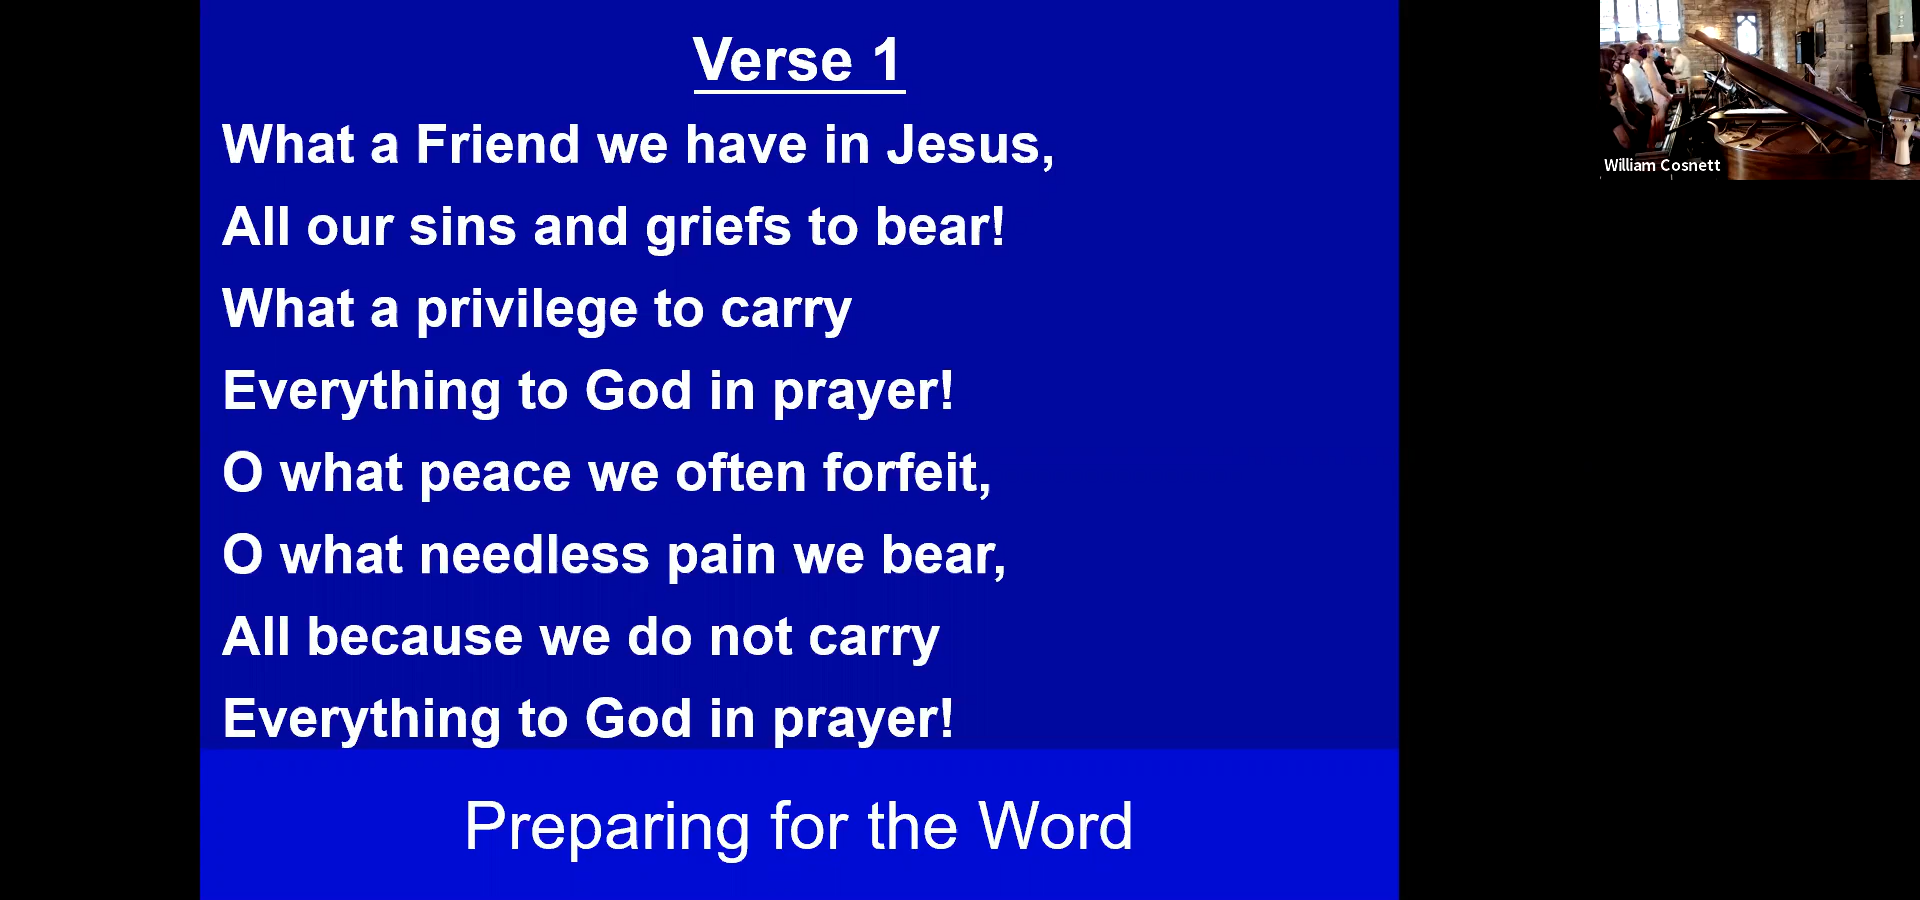 Verse 1
What a Friend we have in Jesus,
All our sins and griefs to bear!
What a privilege to carry
Everything to God in prayer!
O what peace we often forfeit,
O what needless pain we bear,
All because we do not carry
Everything to God in prayer!
Preparing for the Word
William Cosnett